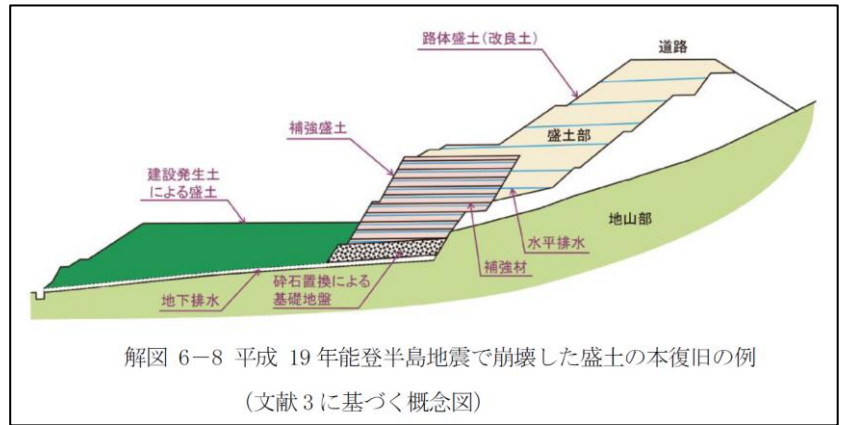 道路
路体盛土(改良土)
盛土部
補強盛土
建設発生土
による盛土
地山部
水平排水
補強材
砕石置換による
基礎地盤
地下排水
解図 6－8 平成 19 年能登半島地震で崩壊した盛土の本復旧の例
（文献 3 に基づく概念図）